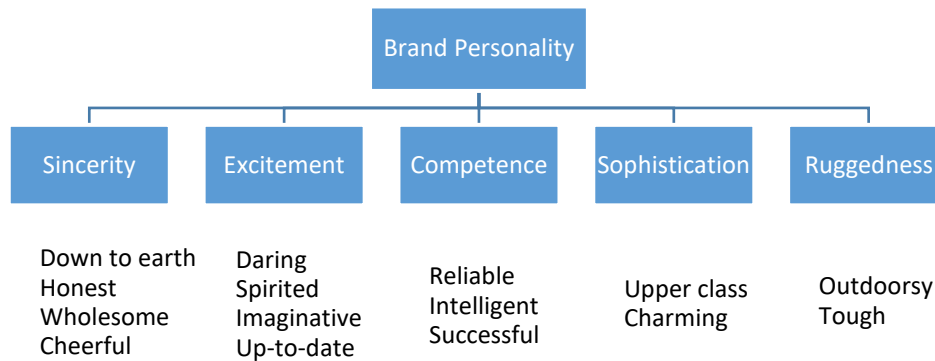 Brand Personality
Sincerity
Excitement
Competence
Sophistication
Ruggedness
Down to earth
Honest
Wholesome
Cheerful
Daring
Spirited
Imaginative
Up-to-date
Reliable
Intelligent
Successful
Upper class
Charming
Outdoorsy
Tough